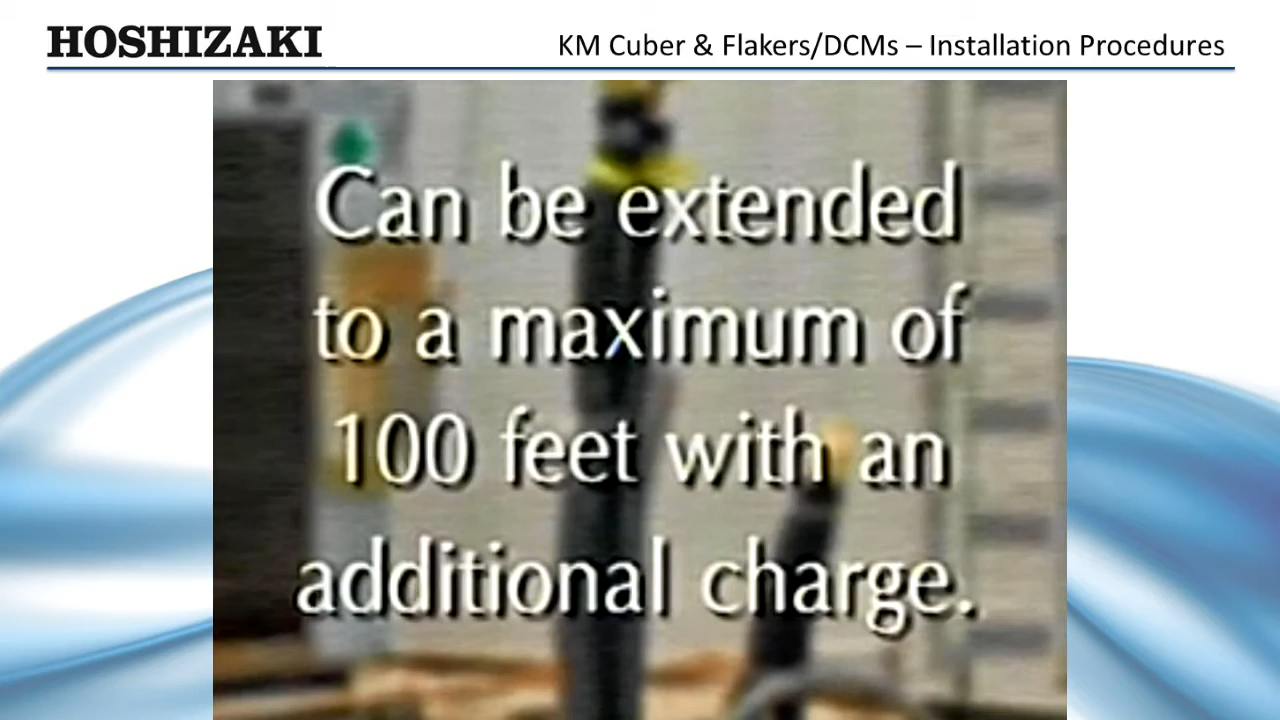 HOSHIZAKI
KM Cuber & Flakers/DCMs – Installation Procedures
Can be extended
to a maximum of
100 feet with an
additional charge.